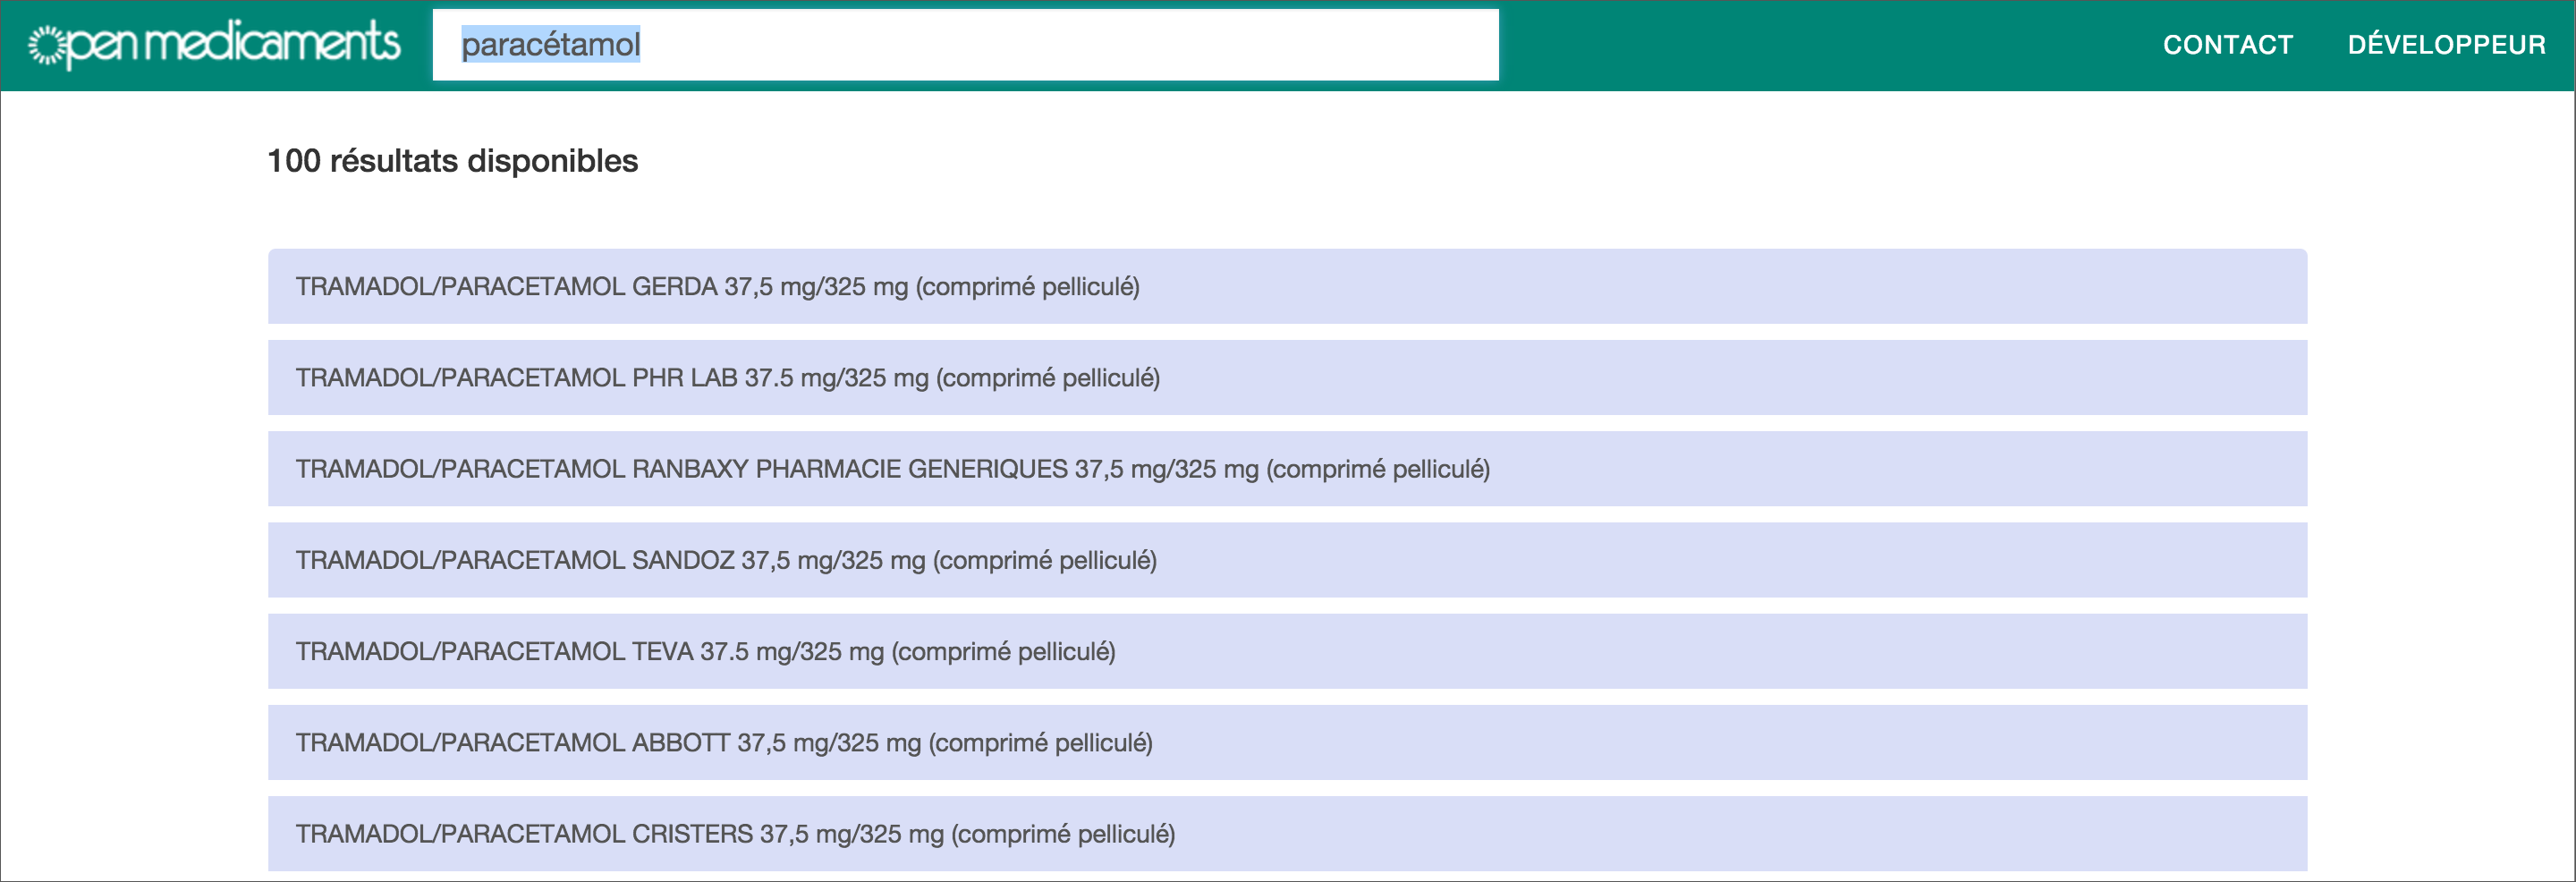 open medicaments
paracétamol
CONTACT
DÉVELOPPEUR
100 résultats disponibles
TRAMADOL/PARACETAMOL GERDA 37,5 mg/325 mg (comprimé pelliculé)
TRAMADOL/PARACETAMOL PHR LAB 37.5 mg/325 mg (comprimé pelliculé)
TRAMADOL/PARACETAMOL RANBAXY PHARMACIE GENERIQUES 37,5 mg/325 mg (comprimé pelliculé)
TRAMADOL/PARACETAMOL SANDOZ 37,5 mg/325 mg (comprimé pelliculé)
TRAMADOL/PARACETAMOL TEVA 37.5 mg/325 mg (comprimé pelliculé)
TRAMADOL/PARACETAMOL ABBOTT 37,5 mg/325 mg (comprimé pelliculé)
TRAMADOL/PARACETAMOL CRISTERS 37,5 mg/325 mg (comprimé pelliculé)